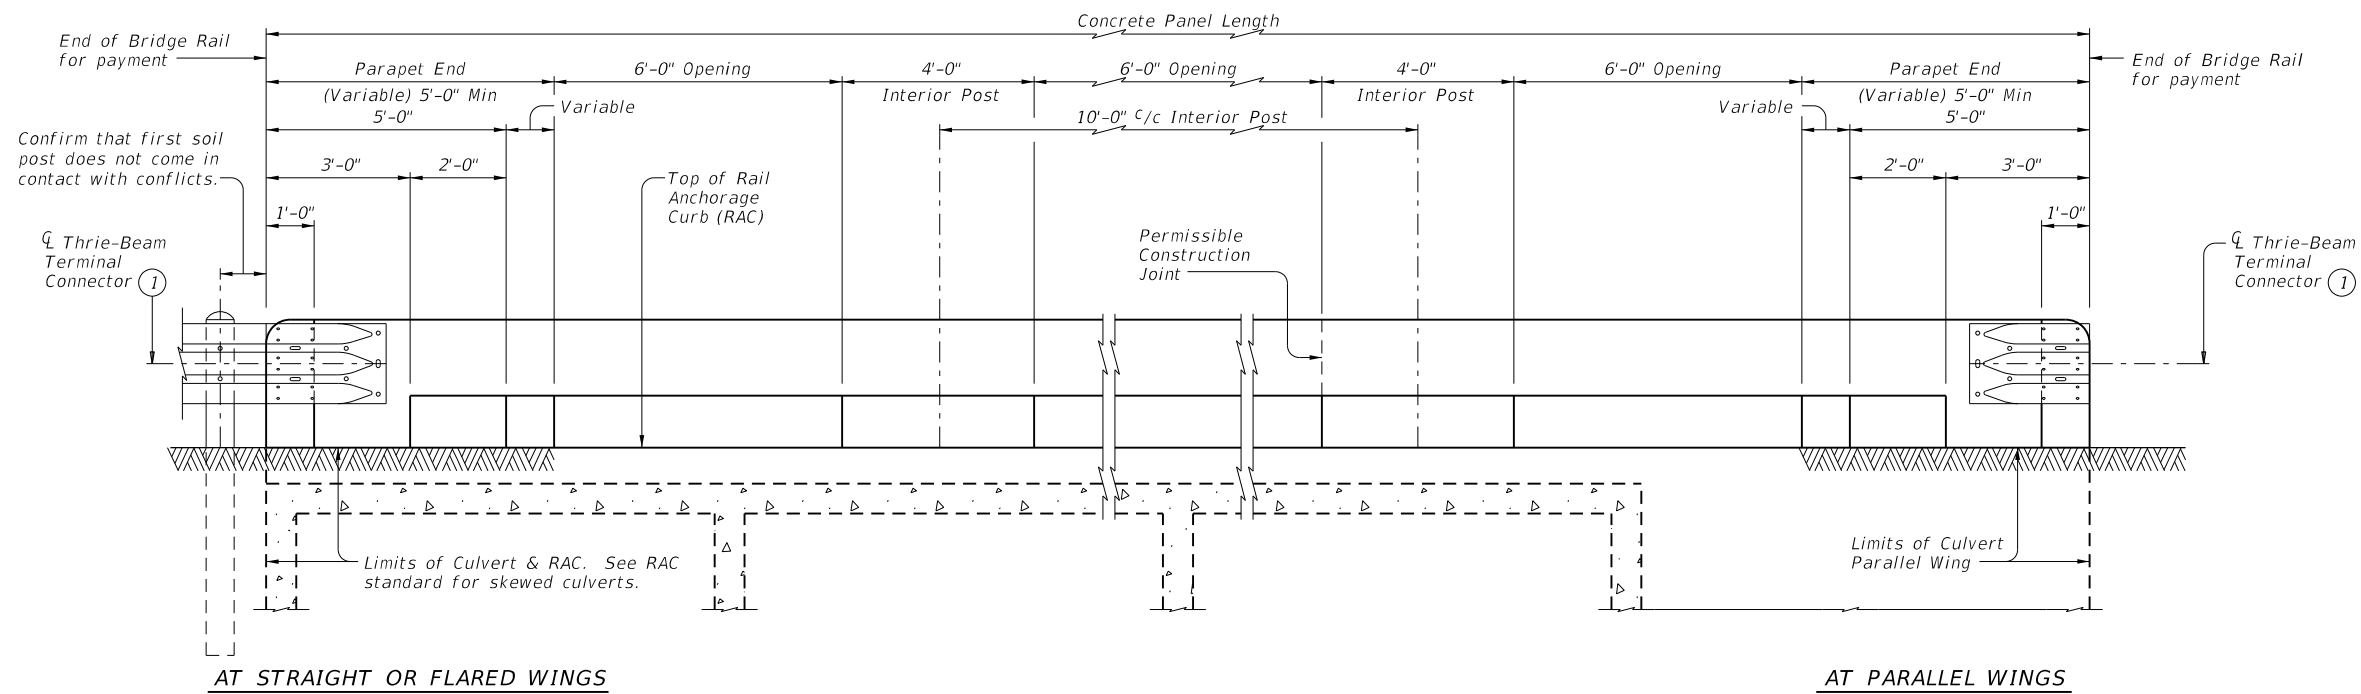 Concrete Panel Length
End of Bridge Rail
for payment
End of Bridge Rail
for payment
Parapet End
(Variable) 5'-0" Min
6'-0" Opening
4'-0"
Interior Post
6'-0" Opening
4'-0"
Interior Post
6'-0" Opening
Parapet End
(Variable) 5'-0" Min
Variable
Variable
5'-0"
10'-0" c/c Interior Post
5'-0"
Confirm that first soil
post does not come in
contact with conflicts.
3'-0"
2'-0"
2'-0"
3'-0"
Top of Rail
Anchorage
Curb (RAC)
1'-0"
1'-0"
℄ Thrie-Beam
Terminal
Connector 1
Permissible
Construction
Joint
℄ Thrie-Beam
Terminal
Connector 1
Limits of Culvert & RAC. See RAC
standard for skewed culverts.
Limits of Culvert
Parallel Wing
AT STRAIGHT OR FLARED WINGS
AT PARALLEL WINGS